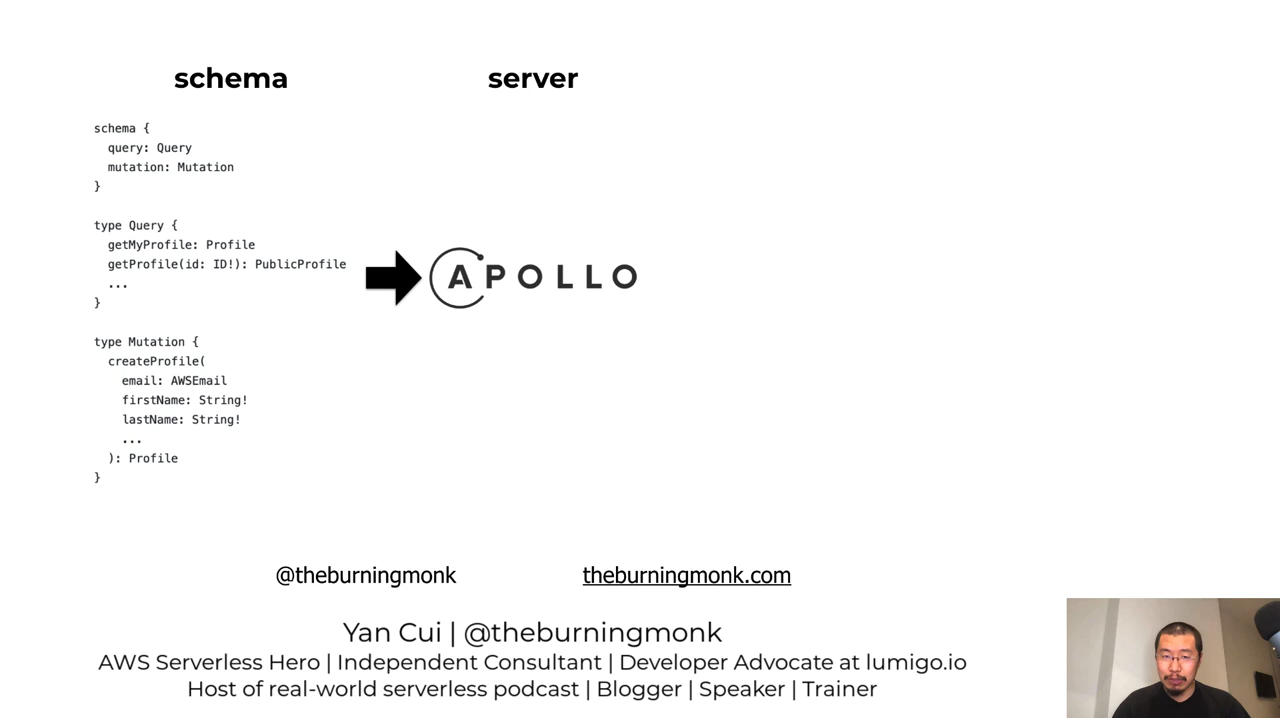 schema
server
schema {
query: Query
mutation: Mutation
}
type Query {
getMyProfile: Profile
getProfile(id: ID!): PublicProfile
...
}
type Mutation {
createProfile(
email: AWSEmail
firstName: String!
lastName: String!
...
): Profile
}
APOLLO
@theburningmonk
theburningmonk.com
Yan Cui | @theburningmonk
AWS Serverless Hero | Independent Consultant | Developer Advocate at lumigo.io
Host of real-world serverless podcast | Blogger | Speaker | Trainer